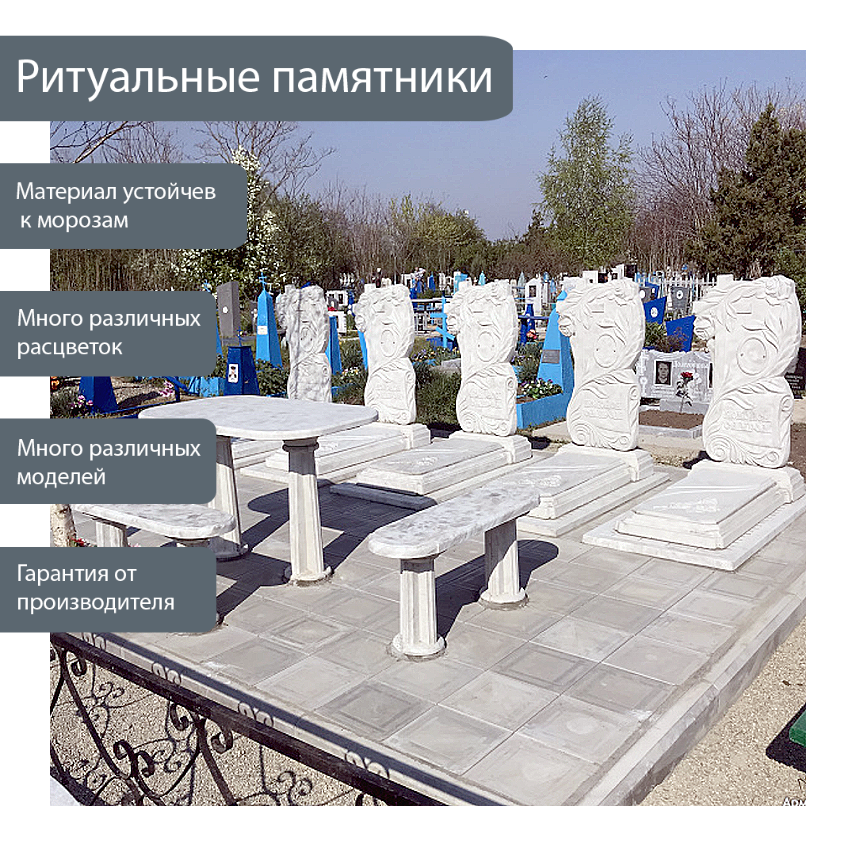 Ритуальные памятники
Материал устойчев
к морозам
Много различных
расцветок
Много различных
моделей
Гарантия от
производителя
Арм